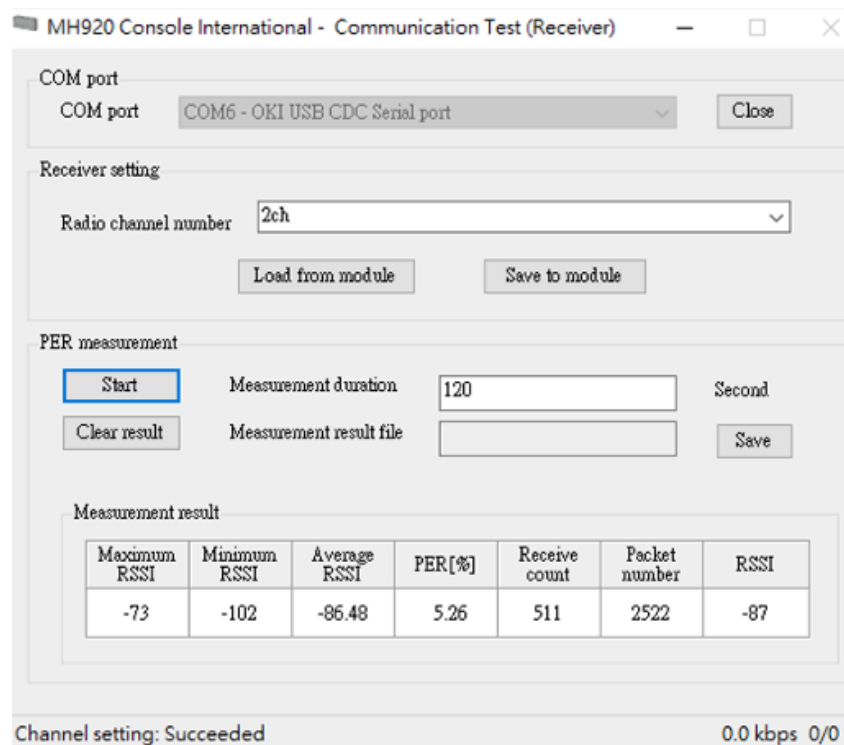 MH920 Console International - Communication Test (Receiver)
COM port
COM port COM6 - OKI USB CDC Serial port Close
Receiver setting
Radio channel number 2ch
Load from module Save to module
PER measurement
Start Measurement duration 120 Second
Clear result Measurement result file Save
Measurement result
Maximum RSSI Minimum RSSI Average RSSI PER[%] Receive count Packet number RSSI
-73 -102 -86.48 5.26 511 2522 -87
Channel setting: Succeeded 0.0 kbps 0/0